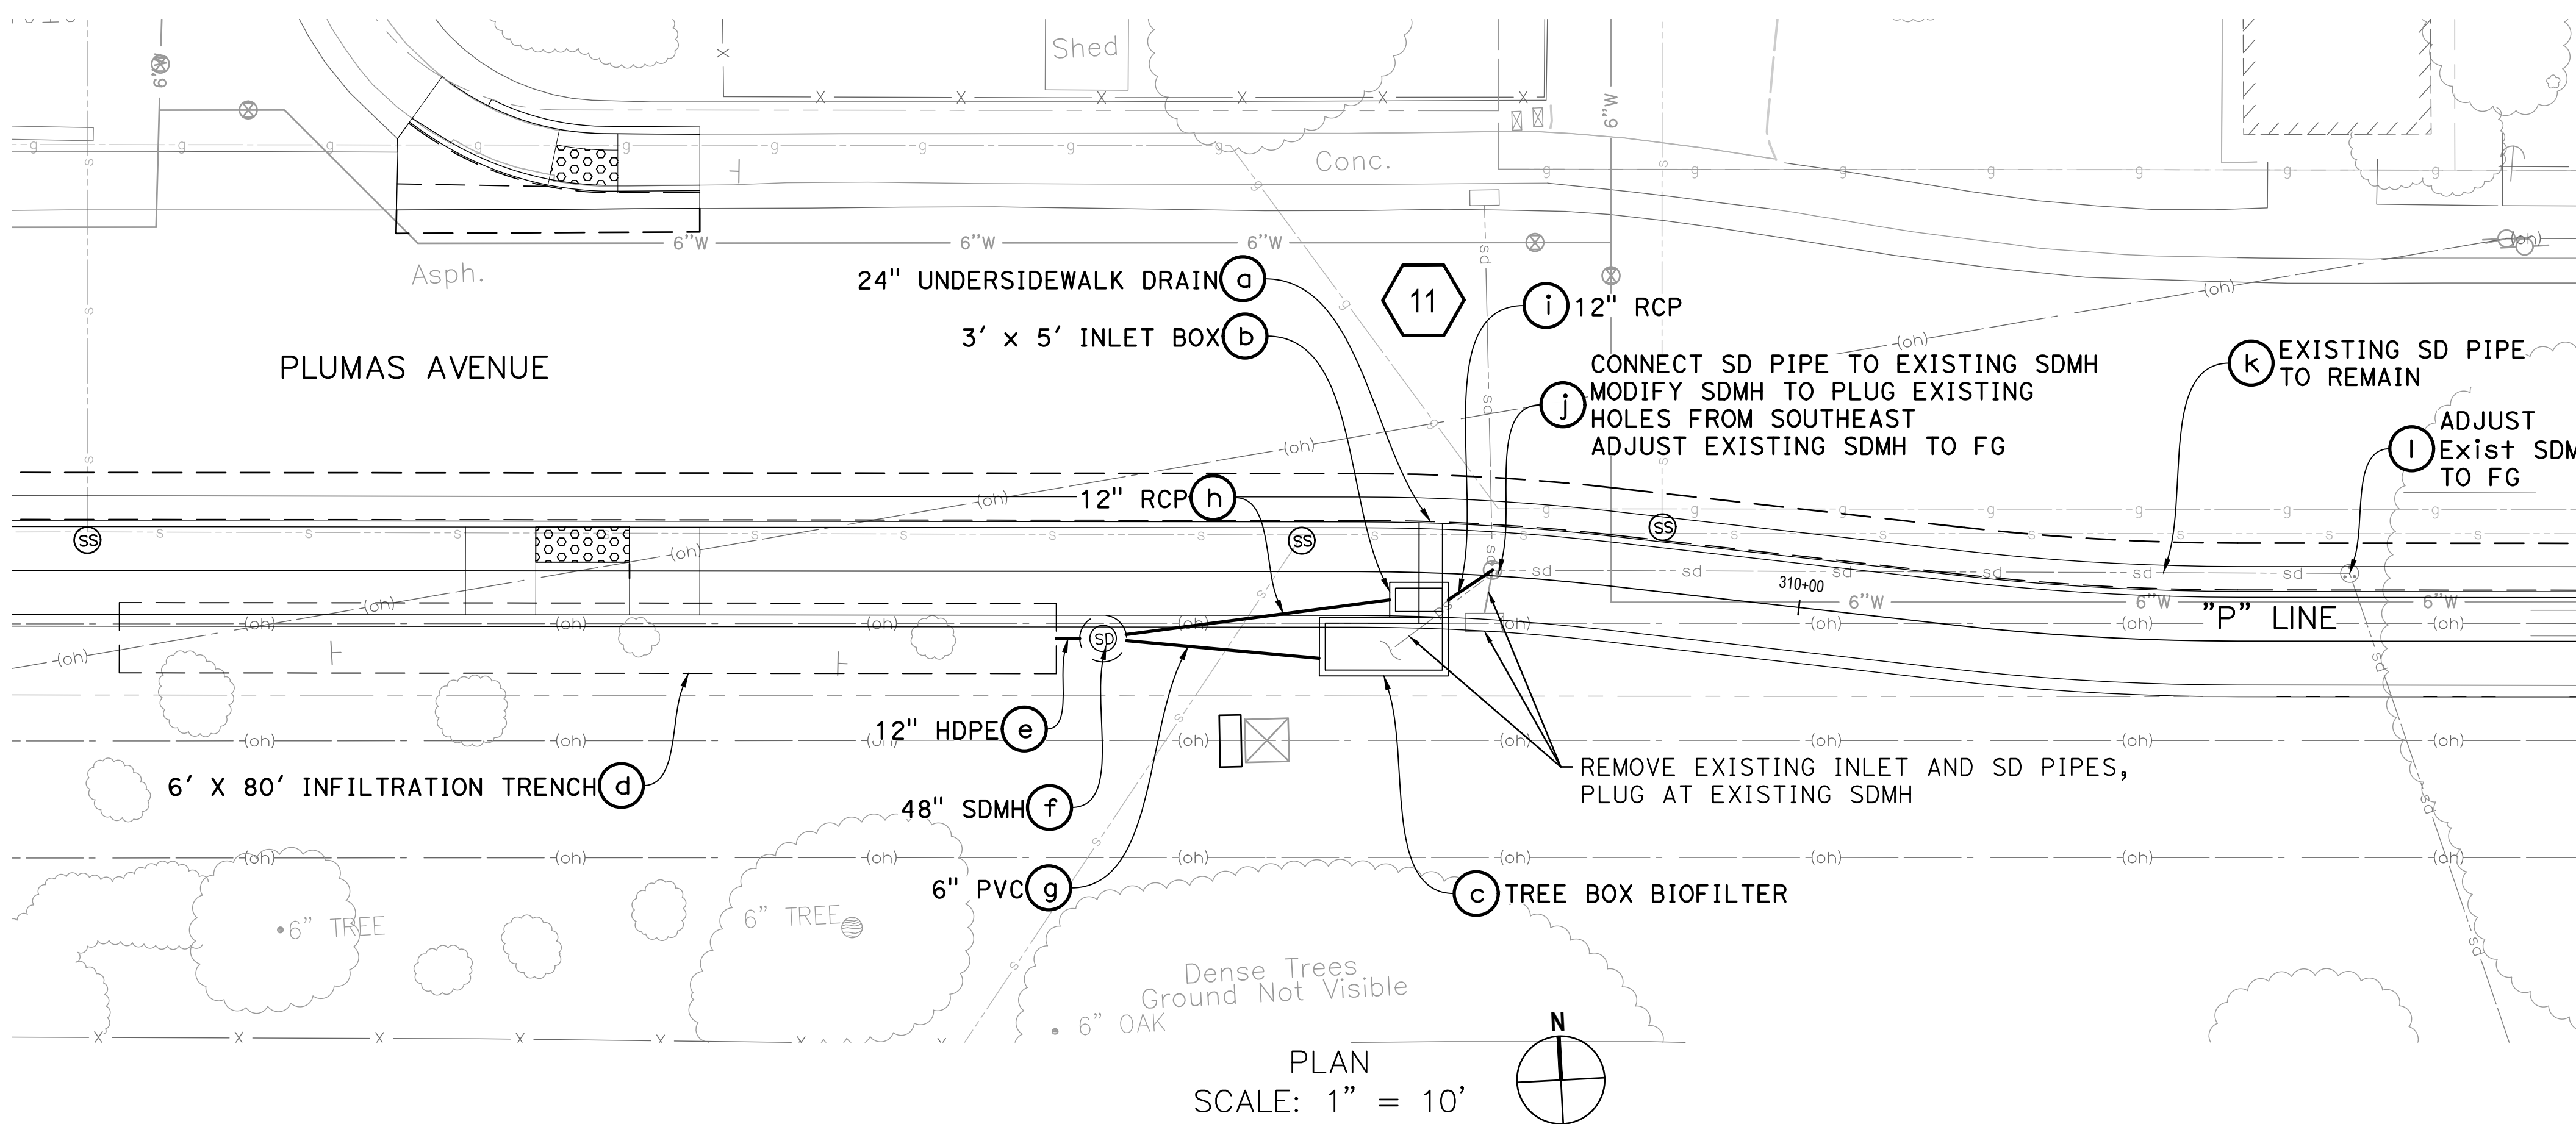 Shed
6"W
6"W
Conc.
6"W
6"W
6"W
Asph.
24" UNDERSIDEWALK DRAIN a
11
i 12" RCP
3' x 5' INLET BOX b
PLUMAS AVENUE
j CONNECT SD PIPE TO EXISTING SDMH
MODIFY SDMH TO PLUG EXISTING
HOLES FROM SOUTHEAST
ADJUST EXISTING SDMH TO FG
k EXISTING SD PIPE
TO REMAIN
l ADJUST
Exist SDM
TO FG
12" RCP h
SS
SS
SS
310+00
6"W
6"W
6"W
"P" LINE
SD
12" HDPE e
6' X 80' INFILTRATION TRENCH d
48" SDMH f
REMOVE EXISTING INLET AND SD PIPES,
PLUG AT EXISTING SDMH
6" PVC g
c TREE BOX BIOFILTER
6" TREE
6" TREE
Dense Trees
Ground Not Visible
6" OAK
N
PLAN
SCALE: 1" = 10'